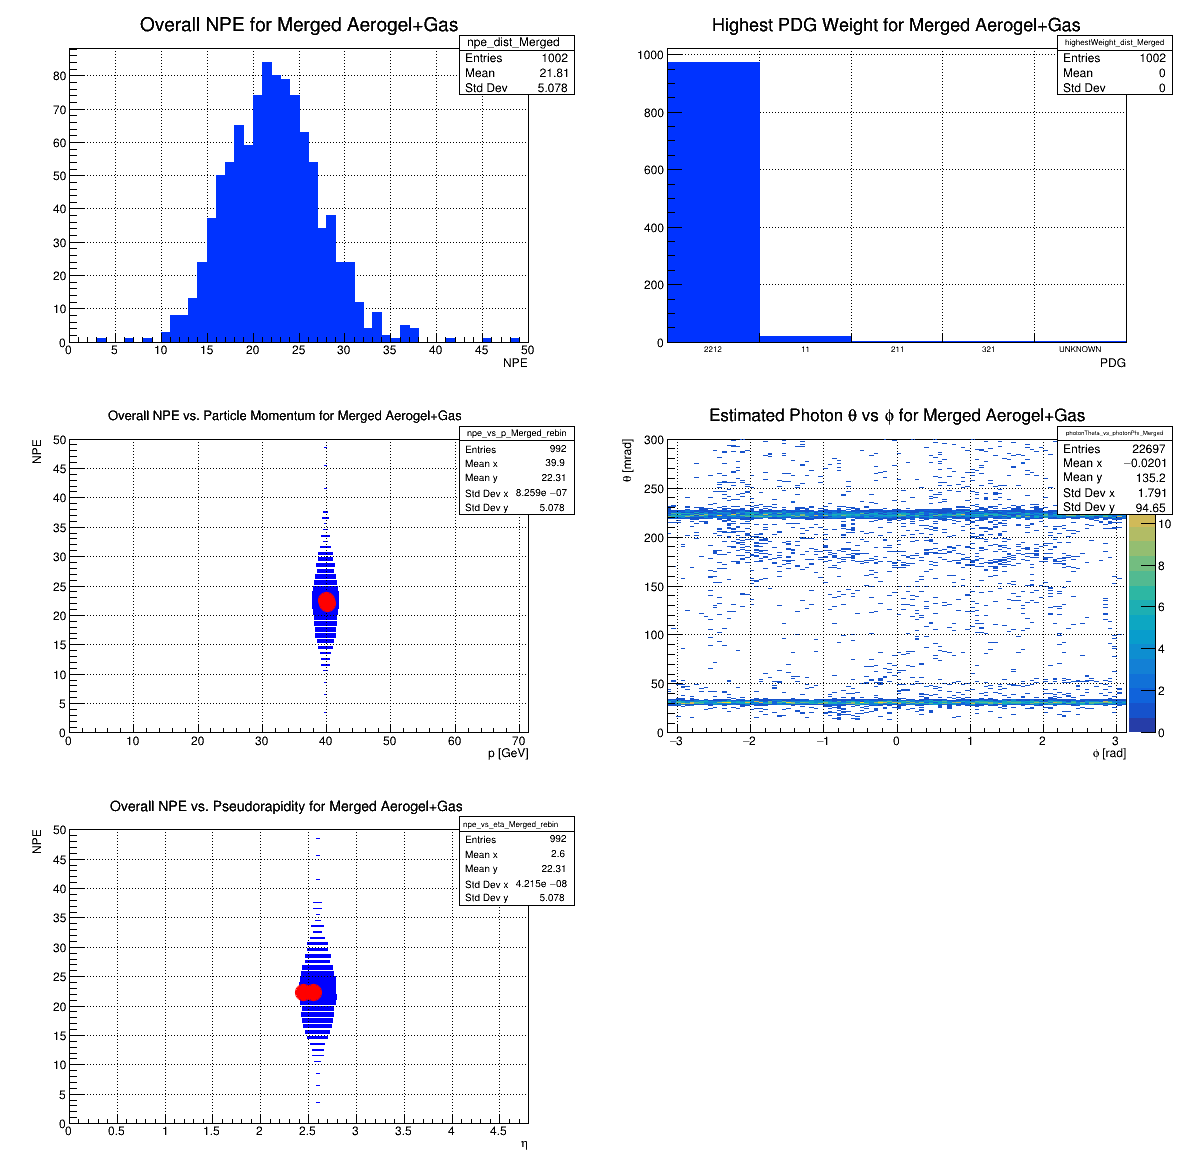 Overall NPE for Merged Aerogel+Gas
npe_dist_Merged
Entries 1002
Mean 21.81
Std Dev 5.078
80
70
60
50
40
30
20
10
0
0 5 10 15 20 25 30 35 40 45 50
NPE
Highest PDG Weight for Merged Aerogel+Gas
highestWeight_dist_Merged
Entries 1002
Mean 0
Std Dev 0
1000
800
600
400
200
0
2212 11 211 321 UNKNOWN
PDG
Overall NPE vs. Particle Momentum for Merged Aerogel+Gas
npe_vs_p_Merged_rebin
Entries 992
Mean x 39.9
Mean y 22.31
Std Dev x 8.259e −07
Std Dev y 5.078
NPE
50
45
40
35
30
25
20
15
10
5
0
0 10 20 30 40 50 60 70
p [GeV]
Estimated Photon θ vs ϕ for Merged Aerogel+Gas
photonTheta_vs_photonPhi_Merged
Entries 22697
Mean x −0.0201
Mean y 135.2
Std Dev x 1.791
Std Dev y 94.65
θ [mrad]
300
250
200
150
100
50
0
−3 −2 −1 0 1 2 3
ϕ [rad]
10
8
6
4
2
0
Overall NPE vs. Pseudorapidity for Merged Aerogel+Gas
npe_vs_eta_Merged_rebin
Entries 992
Mean x 2.6
Mean y 22.31
Std Dev x 4.215e −08
Std Dev y 5.078
NPE
50
45
40
35
30
25
20
15
10
5
0
0 0.5 1 1.5 2 2.5 3 3.5 4 4.5
η